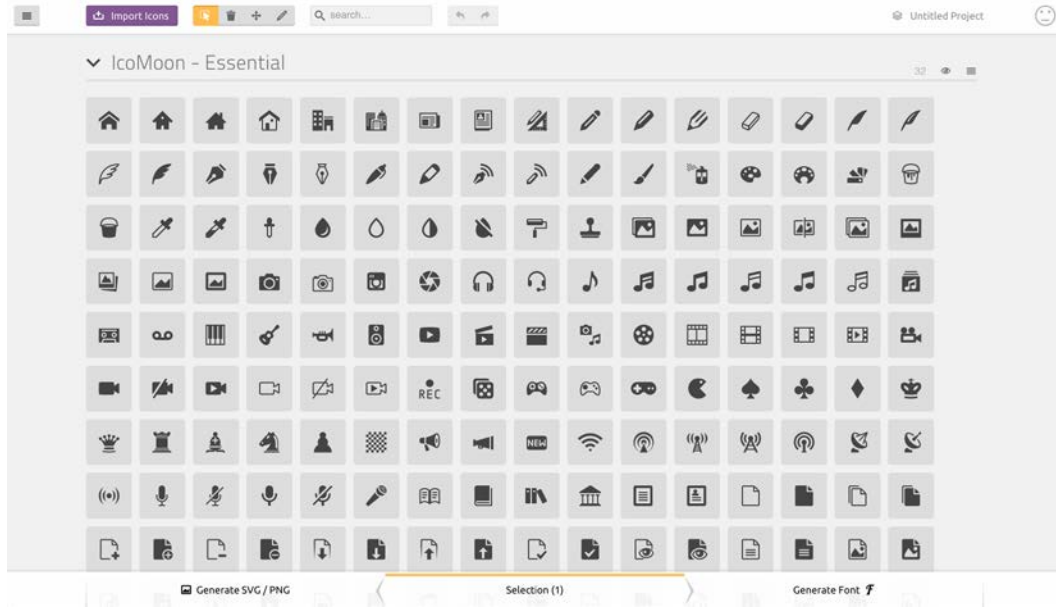 Import Icons
search...
Untitled Project
IcoMoon - Essential
32
REC
NEW
Generate SVG / PNG
Selection (1)
Generate Font